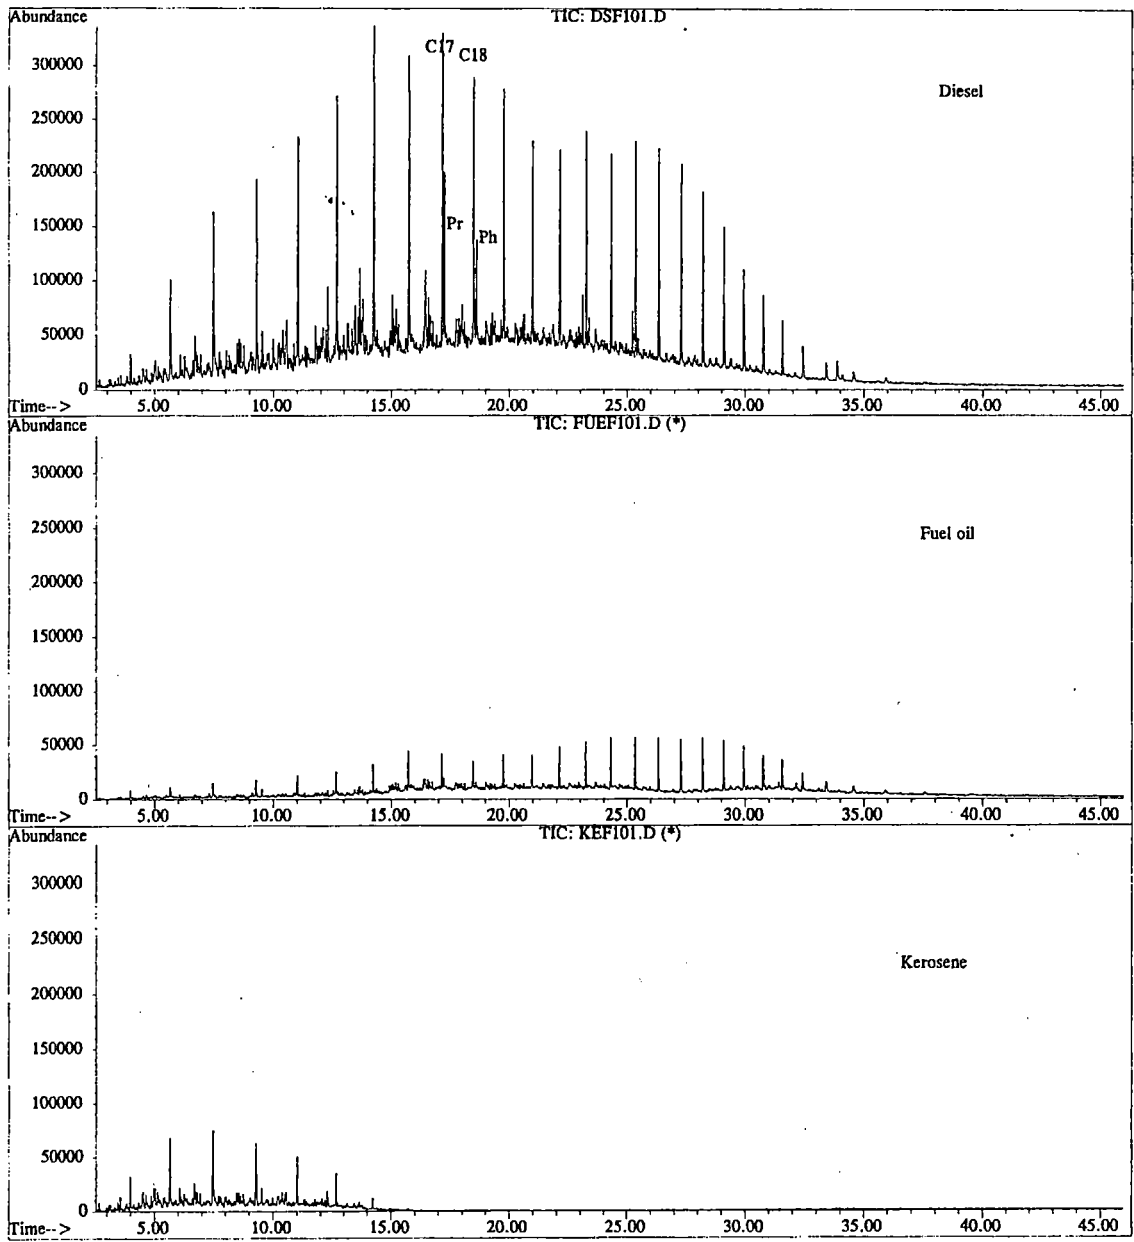 Abundance TIC: DSF101.D
300000 C17 C18
Diesel
250000
200000
150000 Pr Ph
100000
50000
0
Time--> 5.00 10.00 15.00 20.00 25.00 30.00 35.00 40.00 45.00
Abundance TIC: FUEF101.D (*)
300000
Fuel oil
250000
200000
150000
100000
50000
0
Time--> 5.00 10.00 15.00 20.00 25.00 30.00 35.00 40.00 45.00
Abundance TIC: KEF101.D (*)
300000
250000
Kerosene
200000
150000
100000
50000
0
Time--> 5.00 10.00 15.00 20.00 25.00 30.00 35.00 40.00 45.00